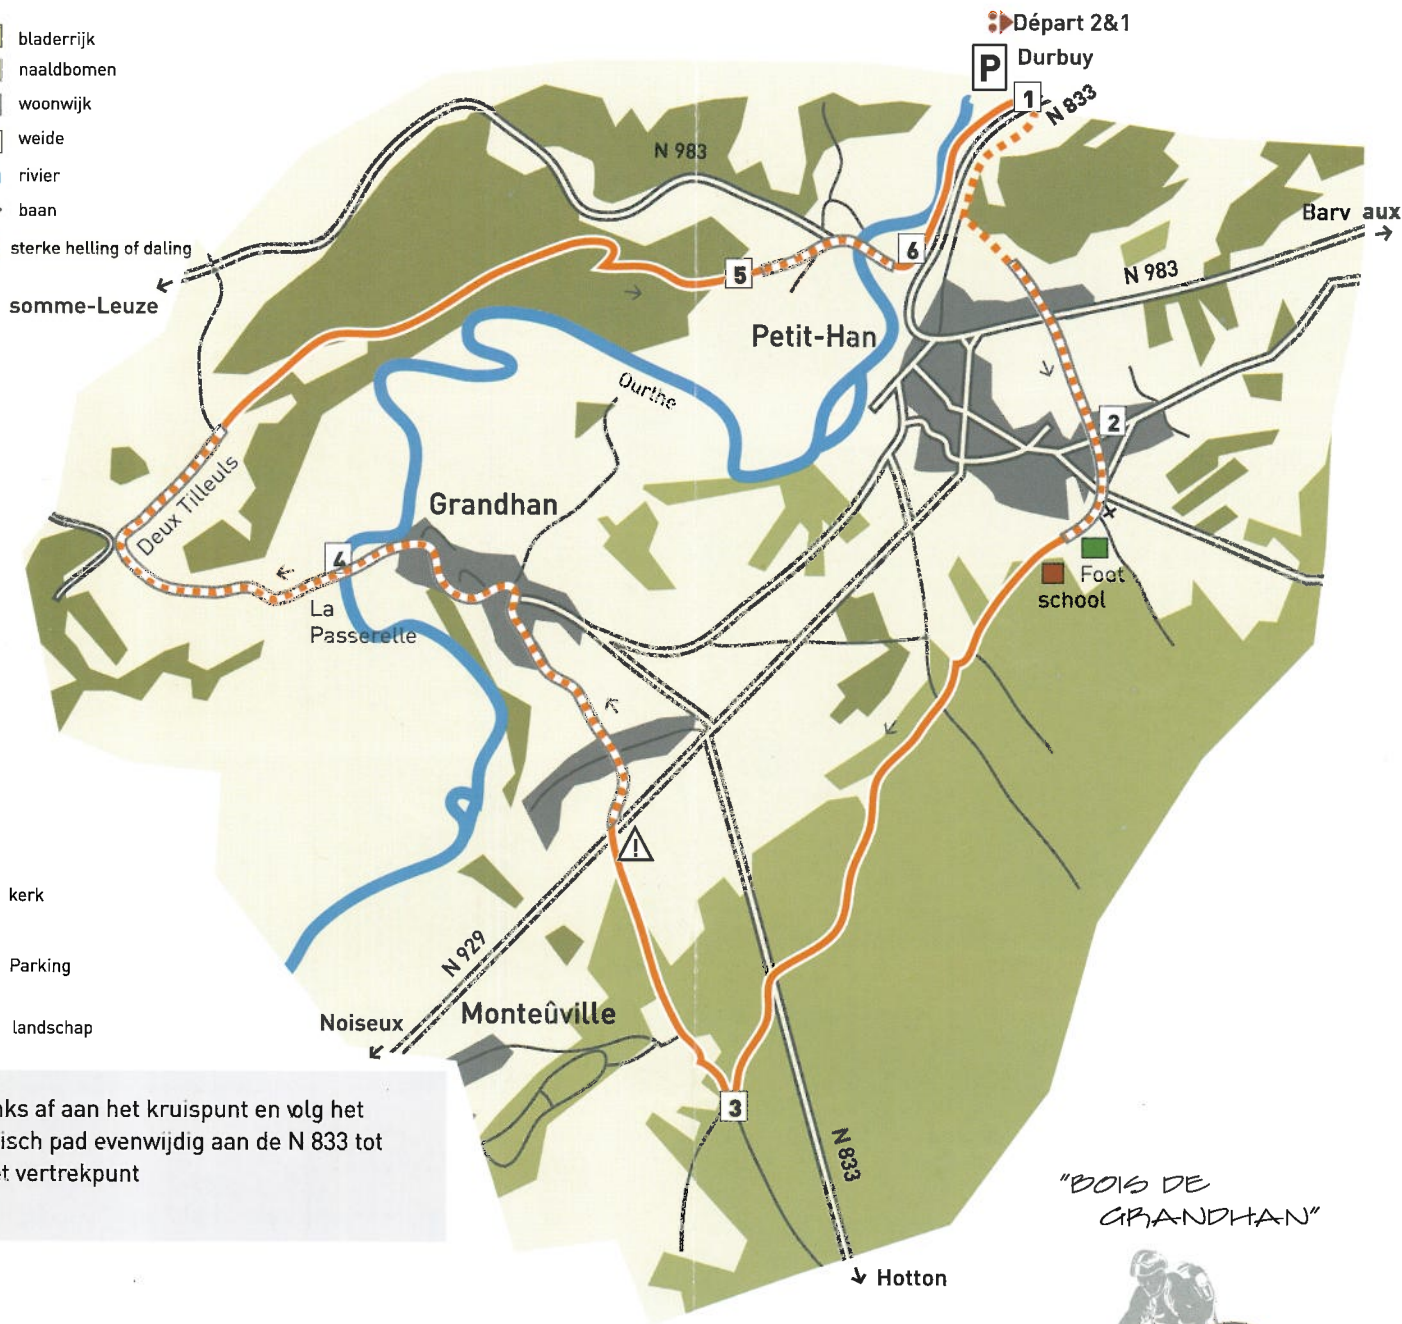 Départ 2&1
P
Durbuy
1
N 833
bladerrijk
naaldbomen
woonwijk
weide
rivier
baan
sterke helling of daling
somme-Leuze
N 983
Barv aux
N 983
6
5
Petit-Han
Ourthe
2
Deux Tilleuls
Grandhan
4
La
Passerelle
Foot
school
!
kerk
Parking
landschap
N 929
Noiseux
Monteûville
3
N 833
Hotton
nks af aan het kruispunt en volg het
isch pad evenwijdig aan de N 833 tot
t vertrekpunt
"BOIS DE
GRANDHAN"